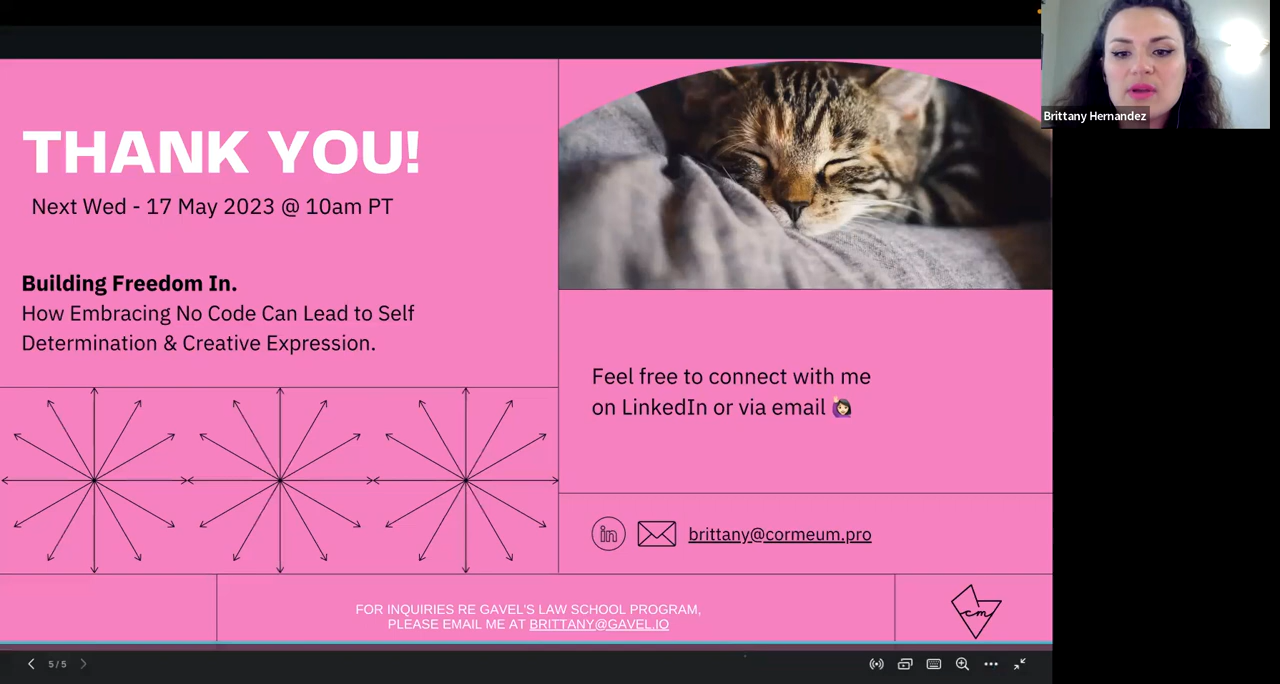 Brittany Hernandez
THANK YOU!
Next Wed - 17 May 2023 @ 10am PT
Building Freedom In.
How Embracing No Code Can Lead to Self
Determination & Creative Expression.
Feel free to connect with me
on LinkedIn or via email 🙋🏻‍♀️
in
brittany@cormeum.pro
FOR INQUIRIES RE GAVEL'S LAW SCHOOL PROGRAM,
PLEASE EMAIL ME AT BRITTANY@GAVEL.IO
cm
5 / 5